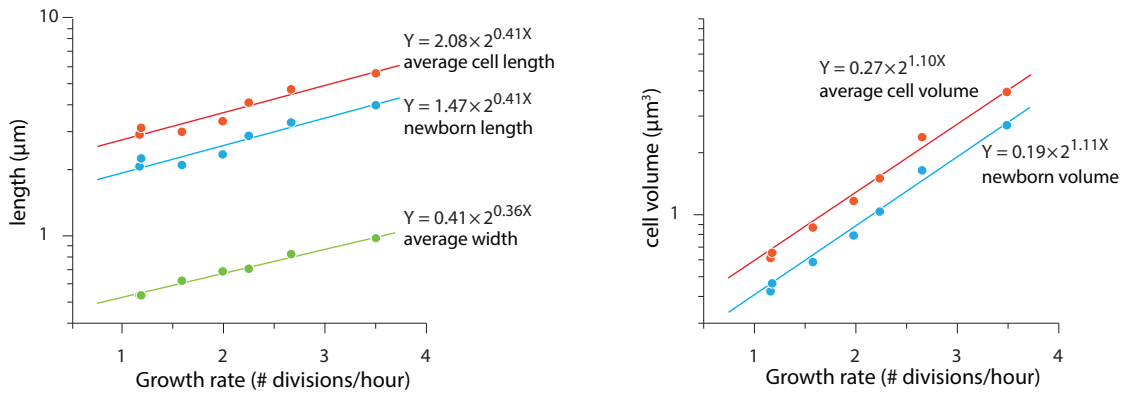 10
1
length (μm)
Y = 2.08×2^0.41X
average cell length
Y = 1.47×2^0.41X
newborn length
Y = 0.41×2^0.36X
average width
1 2 3 4
Growth rate (# divisions/hour)
1
cell volume (μm³)
Y = 0.27×2^1.10X
average cell volume
Y = 0.19×2^1.11X
newborn volume
1 2 3 4
Growth rate (# divisions/hour)